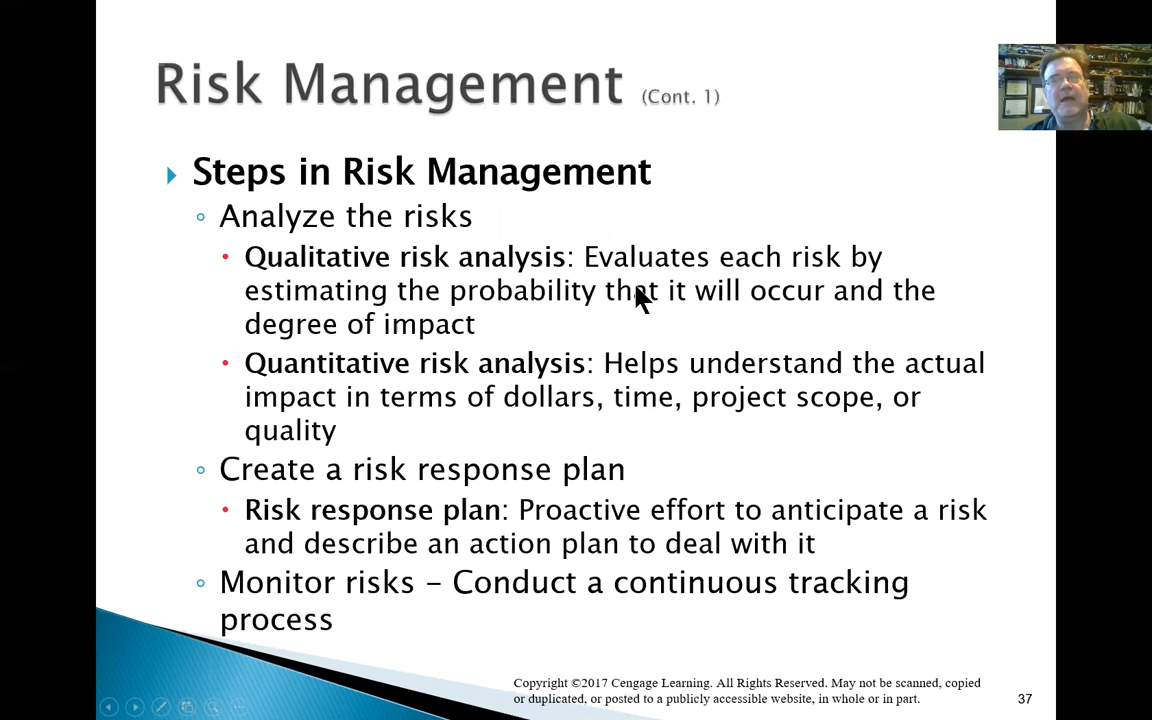 Risk Management (Cont. 1)
Steps in Risk Management
Analyze the risks
Qualitative risk analysis: Evaluates each risk by
estimating the probability that it will occur and the
degree of impact
Quantitative risk analysis: Helps understand the actual
impact in terms of dollars, time, project scope, or
quality
Create a risk response plan
Risk response plan: Proactive effort to anticipate a risk
and describe an action plan to deal with it
Monitor risks – Conduct a continuous tracking
process
Copyright ©2017 Cengage Learning. All Rights Reserved. May not be scanned, copied
or duplicated, or posted to a publicly accessible website, in whole or in part.
37